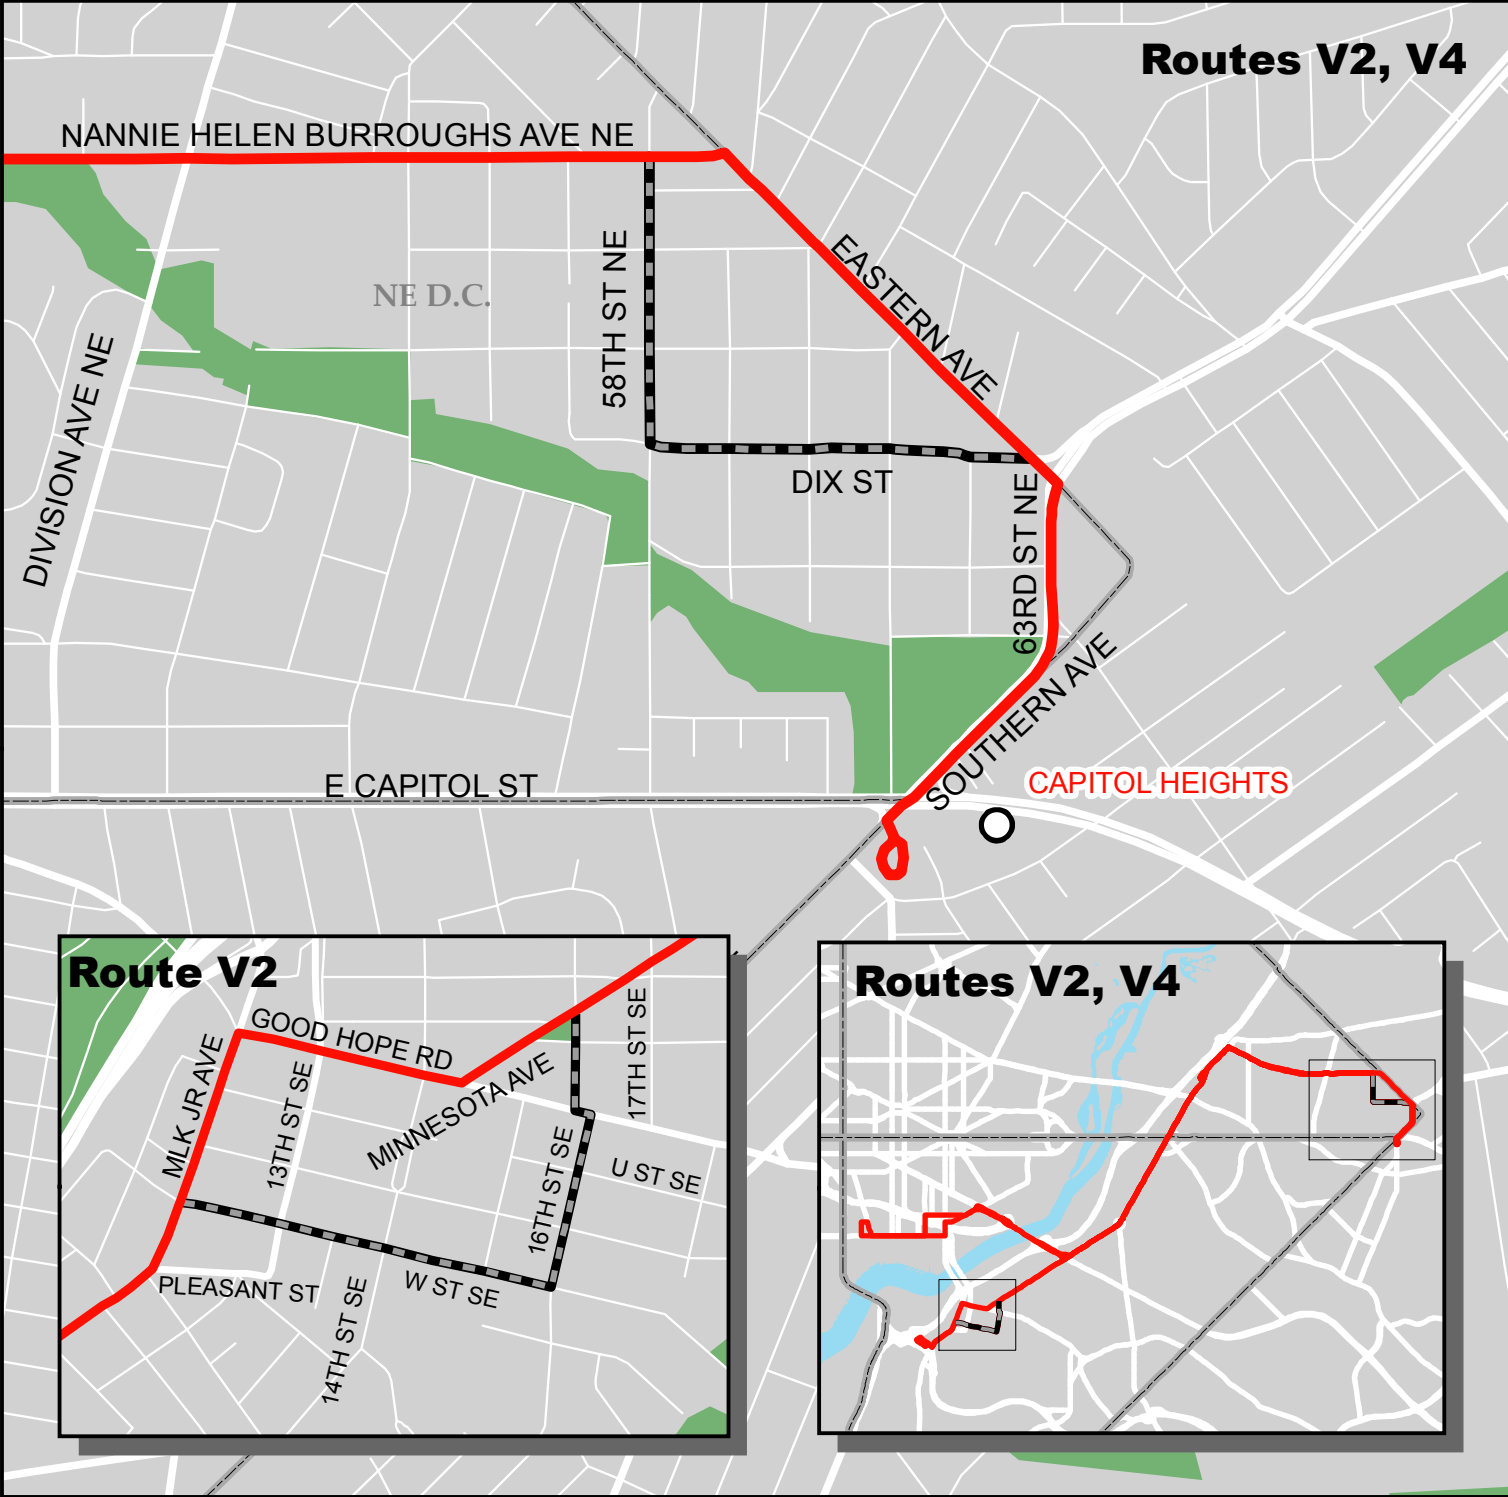 Routes V2, V4
NANNIE HELEN BURROUGHS AVE NE
EASTERN AVE
58TH ST NE
NE D.C.
DIVISION AVE NE
DIX ST
63RD ST NE
SOUTHERN AVE
E CAPITOL ST
CAPITOL HEIGHTS
Route V2
GOOD HOPE RD
MLK JR AVE
13TH ST SE
MINNESOTA AVE
17TH ST SE
16TH ST SE
U ST SE
PLEASANT ST
14TH ST SE
W ST SE
Routes V2, V4